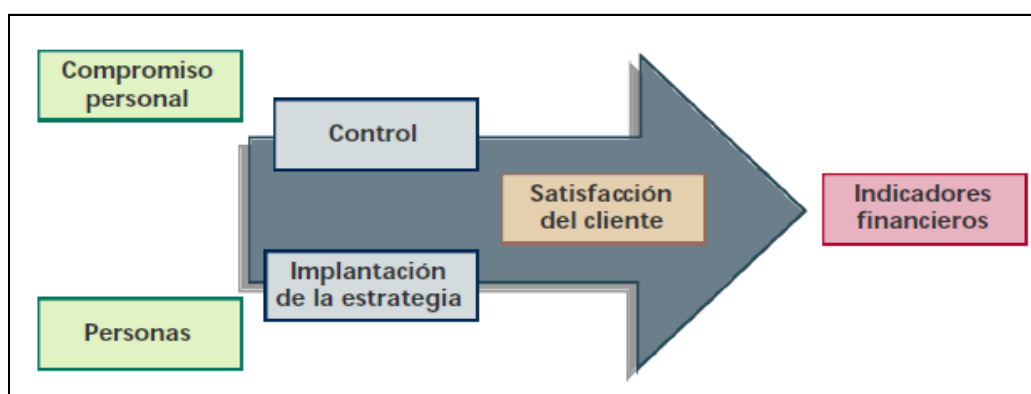 Compromiso
personal
Control
Satisfacción
del cliente
Indicadores
financieros
Implantación
de la estrategia
Personas